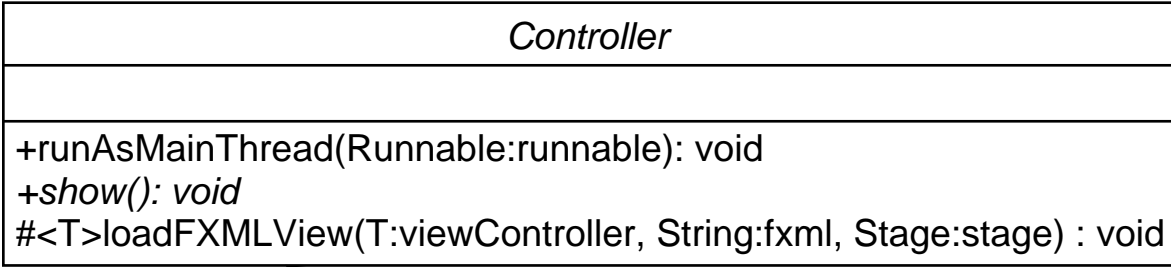 Controller
+runAsMainThread(Runnable:runnable): void
+show(): void
#<T>loadFXMLView(T:viewController, String:fxml, Stage:stage) : void